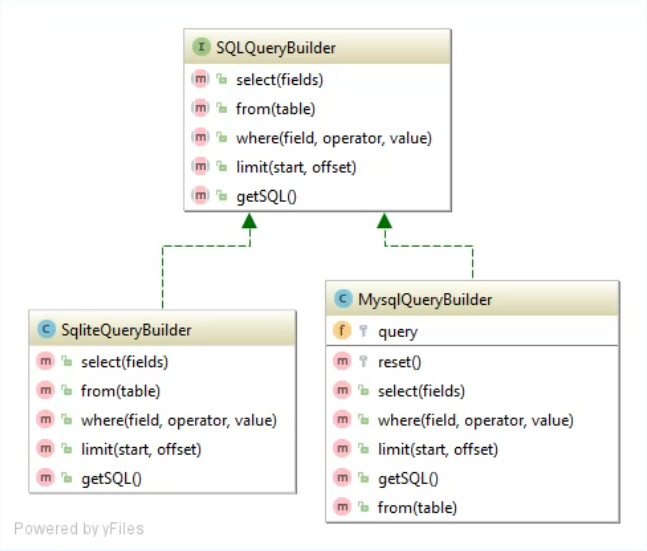 I SQLQueryBuilder
m select(fields)
m from(table)
m where(field, operator, value)
m limit(start, offset)
m getSQL()
C SqliteQueryBuilder
m select(fields)
m from(table)
m where(field, operator, value)
m limit(start, offset)
m getSQL()
C MysqlQueryBuilder
f query
m reset()
m select(fields)
m where(field, operator, value)
m limit(start, offset)
m getSQL()
m from(table)
Powered by yFiles